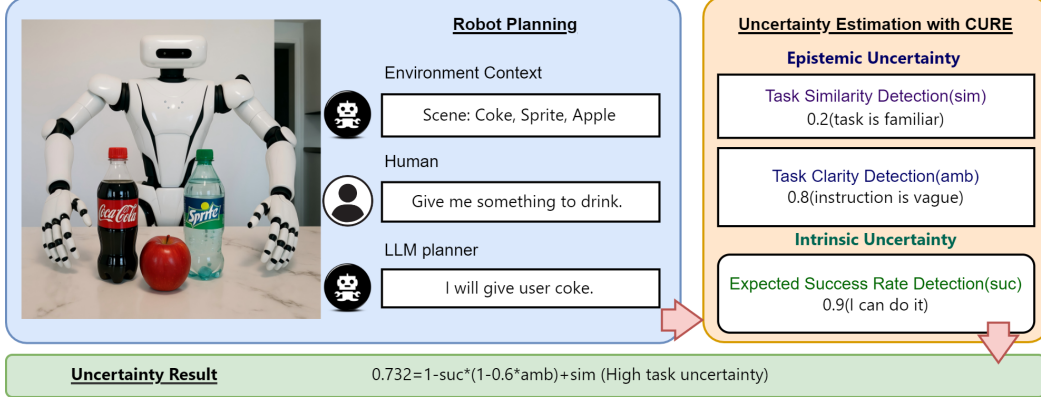 Robot Planning
Environment Context
Scene: Coke, Sprite, Apple
Human
Give me something to drink.
LLM planner
I will give user coke.
Coca-Cola
Sprite
Uncertainty Estimation with CURE
Epistemic Uncertainty
Task Similarity Detection(sim)
0.2(task is familiar)
Task Clarity Detection(amb)
0.8(instruction is vague)
Intrinsic Uncertainty
Expected Success Rate Detection(suc)
0.9(I can do it)
Uncertainty Result
0.732=1-suc*(1-0.6*amb)+sim (High task uncertainty)